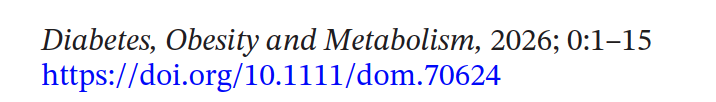 Diabetes, Obesity and Metabolism, 2026; 0:1–15
https://doi.org/10.1111/dom.70624